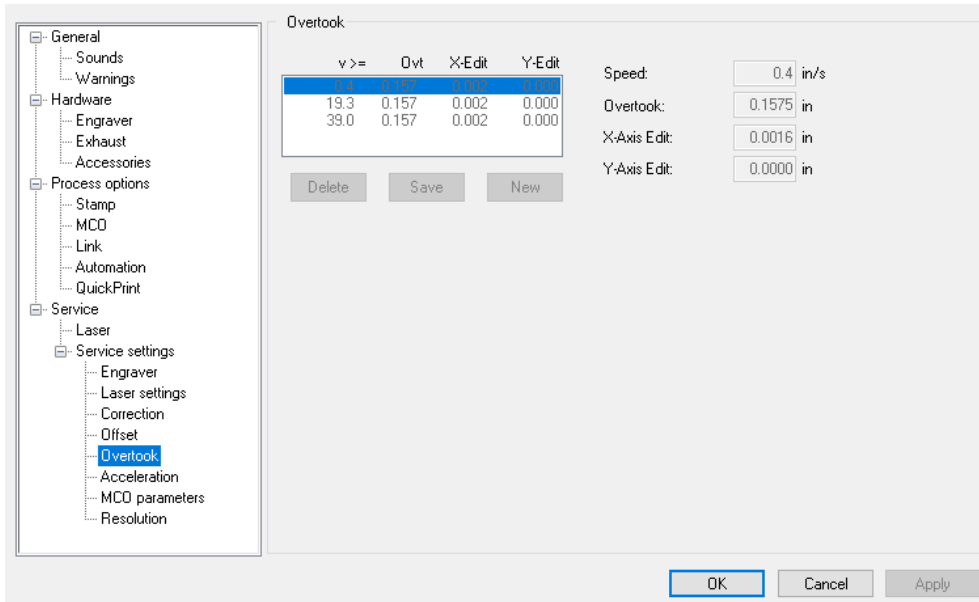 General
Sounds
Warnings
Hardware
Engraver
Exhaust
Accessories
Process options
Stamp
MCO
Link
Automation
QuickPrint
Service
Laser
Service settings
Engraver
Laser settings
Correction
Offset
Overtook
Acceleration
MCO parameters
Resolution
Overtook
v >= Ovt X-Edit Y-Edit
0.4 0.157 0.002 0.000
19.3 0.157 0.002 0.000
39.0 0.157 0.002 0.000
Delete Save New
Speed: 0.4 in/s
Overtook: 0.1575 in
X-Axis Edit: 0.0016 in
Y-Axis Edit: 0.0000 in
OK Cancel Apply